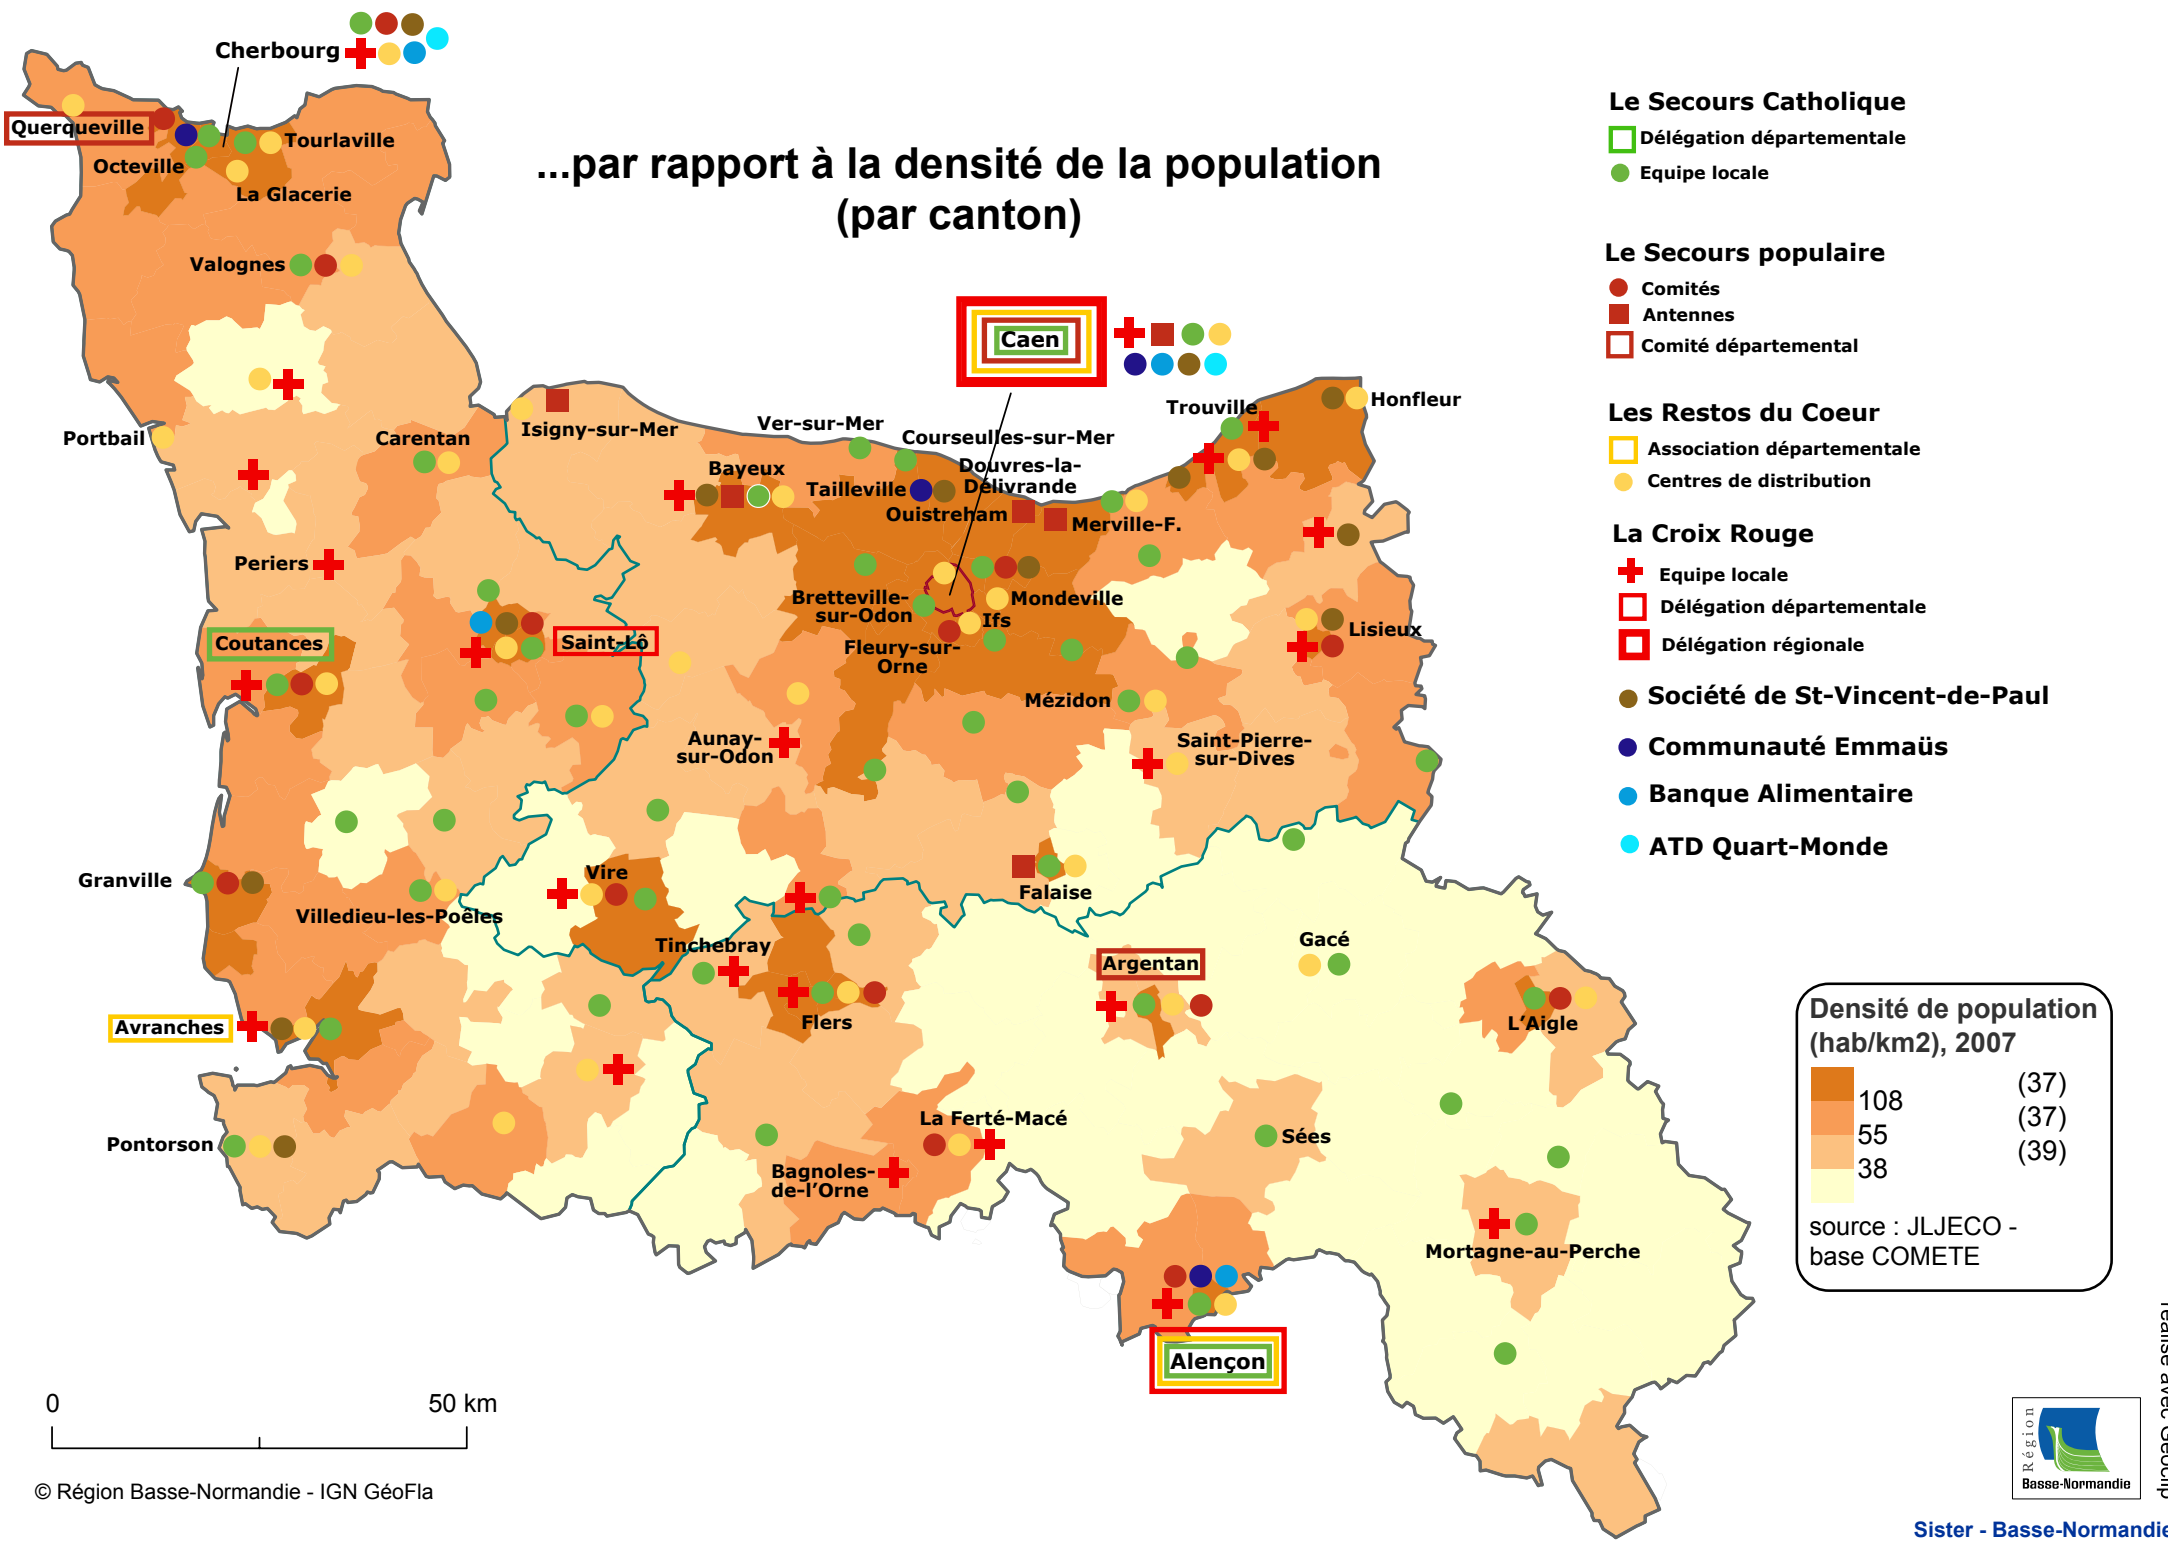 Cherbourg
Querqueville
Tourlaville
Octeville
La Glacerie
...par rapport à la densité de la population
(par canton)
Valognes
Caen
Portbail
Carentan
Isigny-sur-Mer
Ver-sur-Mer
Courseulles-sur-Mer
Trouville
Honfleur
Bayeux
Douvres-la-
Délivrande
Tailleville
Ouistreham
Merville-F.
Periers
Bretteville-
sur-Odon
Mondeville
Ifs
Fleury-sur-
Orne
Lisieux
Coutances
Saint-Lô
Mézidon
Aunay-
sur-Odon
Saint-Pierre-
sur-Dives
Granville
Vire
Falaise
Villedieu-les-Poëles
Tinchebray
Argentan
Gacé
Avranches
Flers
L'Aigle
Pontorson
La Ferté-Macé
Bagnoles-
de-l'Orne
Sées
Mortagne-au-Perche
Alençon
Le Secours Catholique
Délégation départementale
Equipe locale
Le Secours populaire
Comités
Antennes
Comité départemental
Les Restos du Coeur
Association départementale
Centres de distribution
La Croix Rouge
Equipe locale
Délégation départementale
Délégation régionale
Société de St-Vincent-de-Paul
Communauté Emmaüs
Banque Alimentaire
ATD Quart-Monde
Densité de population
(hab/km2), 2007
108 (37)
55 (37)
38 (39)
source : JLJECO -
base COMETE
0 50 km
© Région Basse-Normandie - IGN GéoFla
Région
Basse-Normandie
réalisé avec Géoclip
Sister - Basse-Normandie